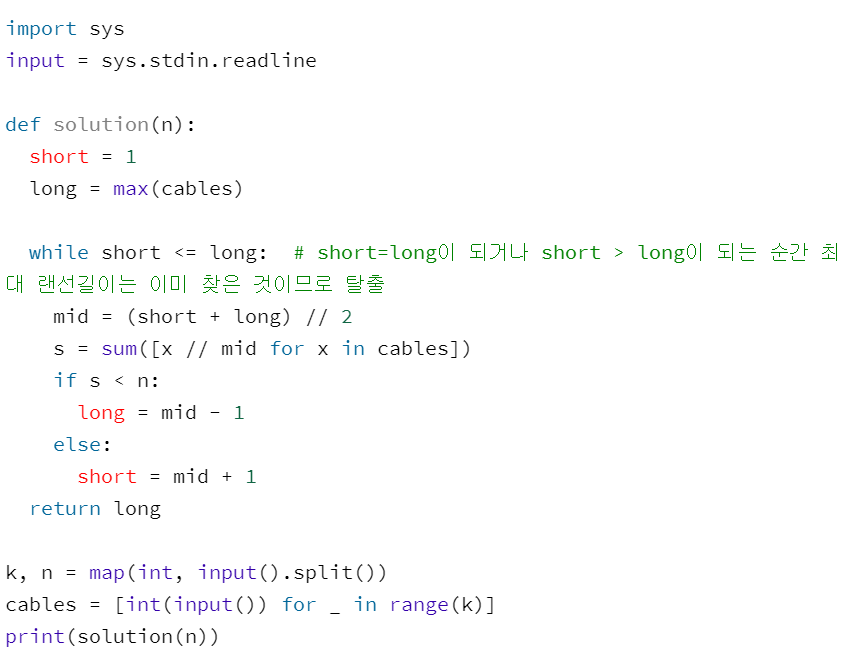 import sys
input = sys.stdin.readline
def solution(n):
  short = 1
  long = max(cables)
  while short <= long:  # short=long이 되거나 short > long이 되는 순간 최
대 랜선길이는 이미 찾은 것이므로 탈출
    mid = (short + long) // 2
    s = sum([x // mid for x in cables])
    if s < n:
      long = mid - 1
    else:
      short = mid + 1
  return long
k, n = map(int, input().split())
cables = [int(input()) for _ in range(k)]
print(solution(n))